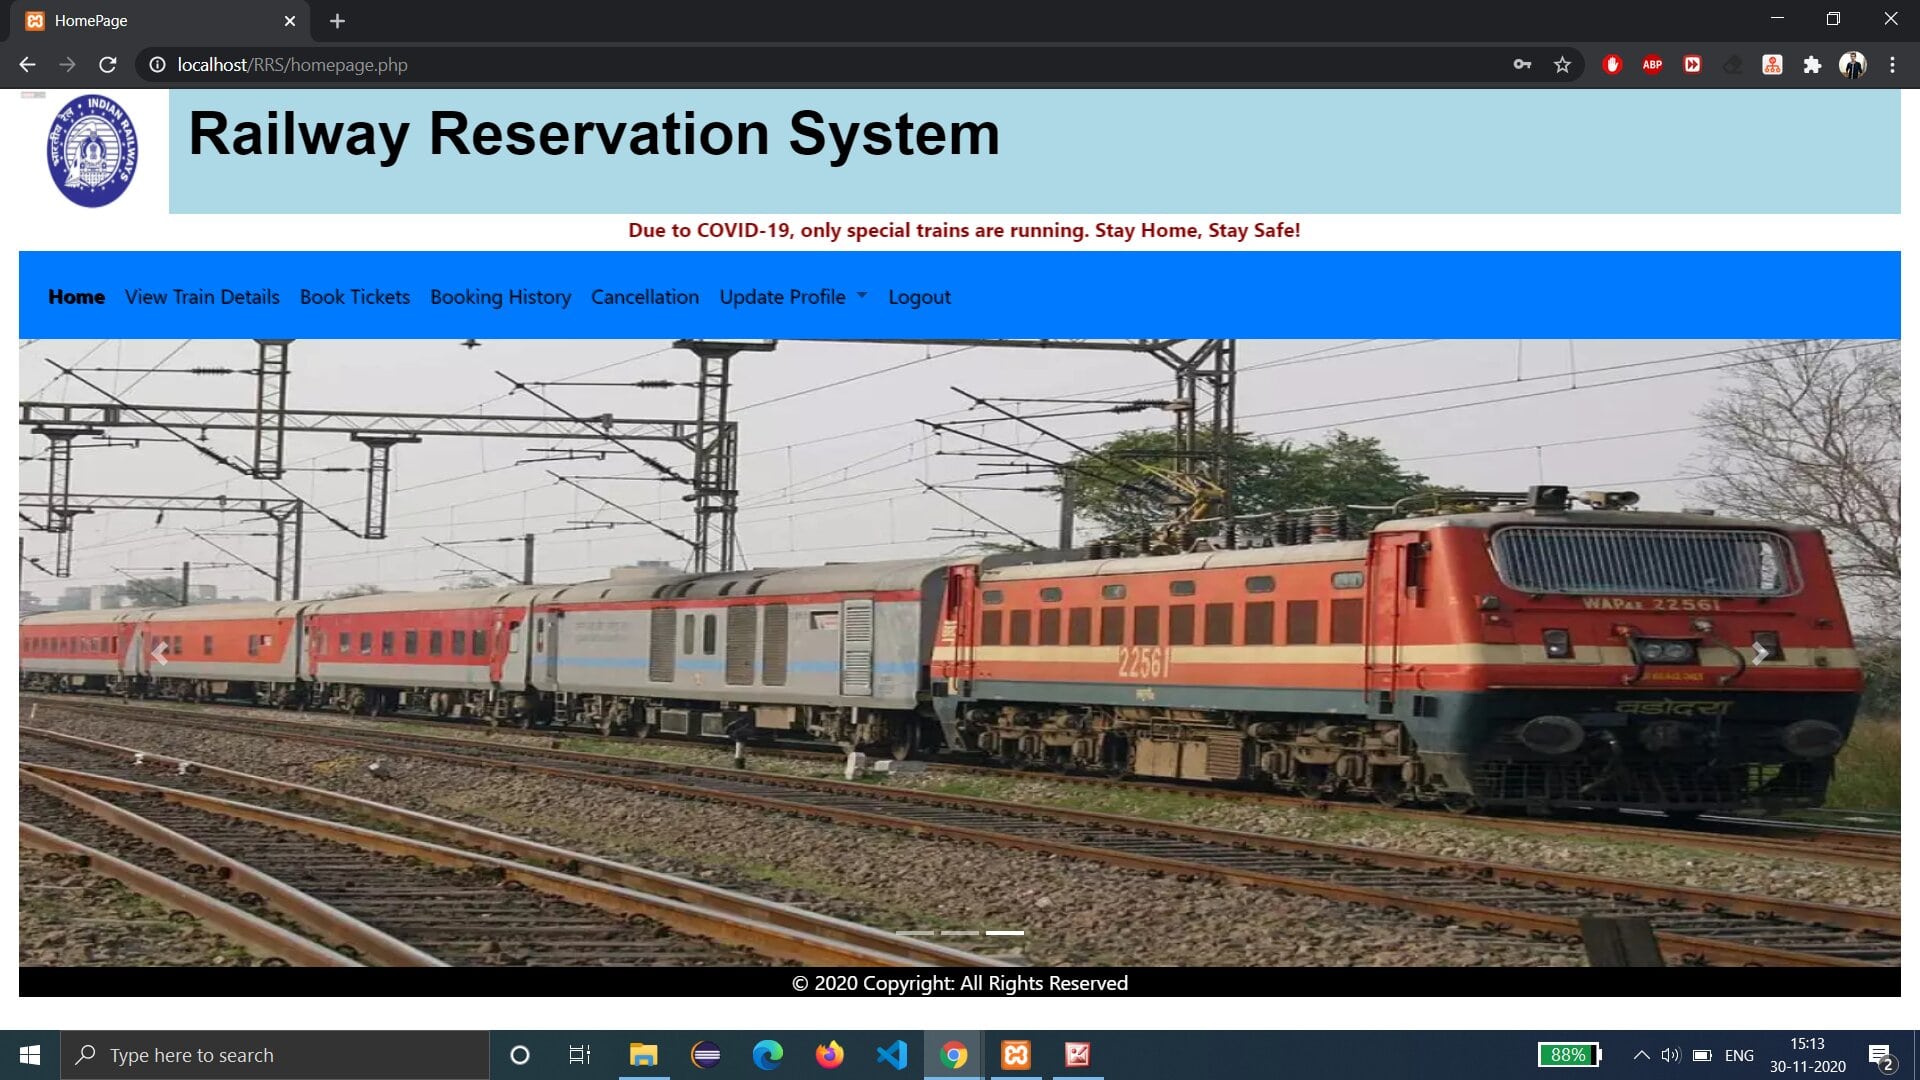 HomePage
localhost/RRS/homepage.php
ABP
INDIAN RAILWAYS
भारतीय रेल
Railway Reservation System
Due to COVID-19, only special trains are running. Stay Home, Stay Safe!
Home View Train Details Book Tickets Booking History Cancellation Update Profile Logout
22561
22561
वडोदरा
© 2020 Copyright: All Rights Reserved
Type here to search
88%
ENG
15:13
30-11-2020
2